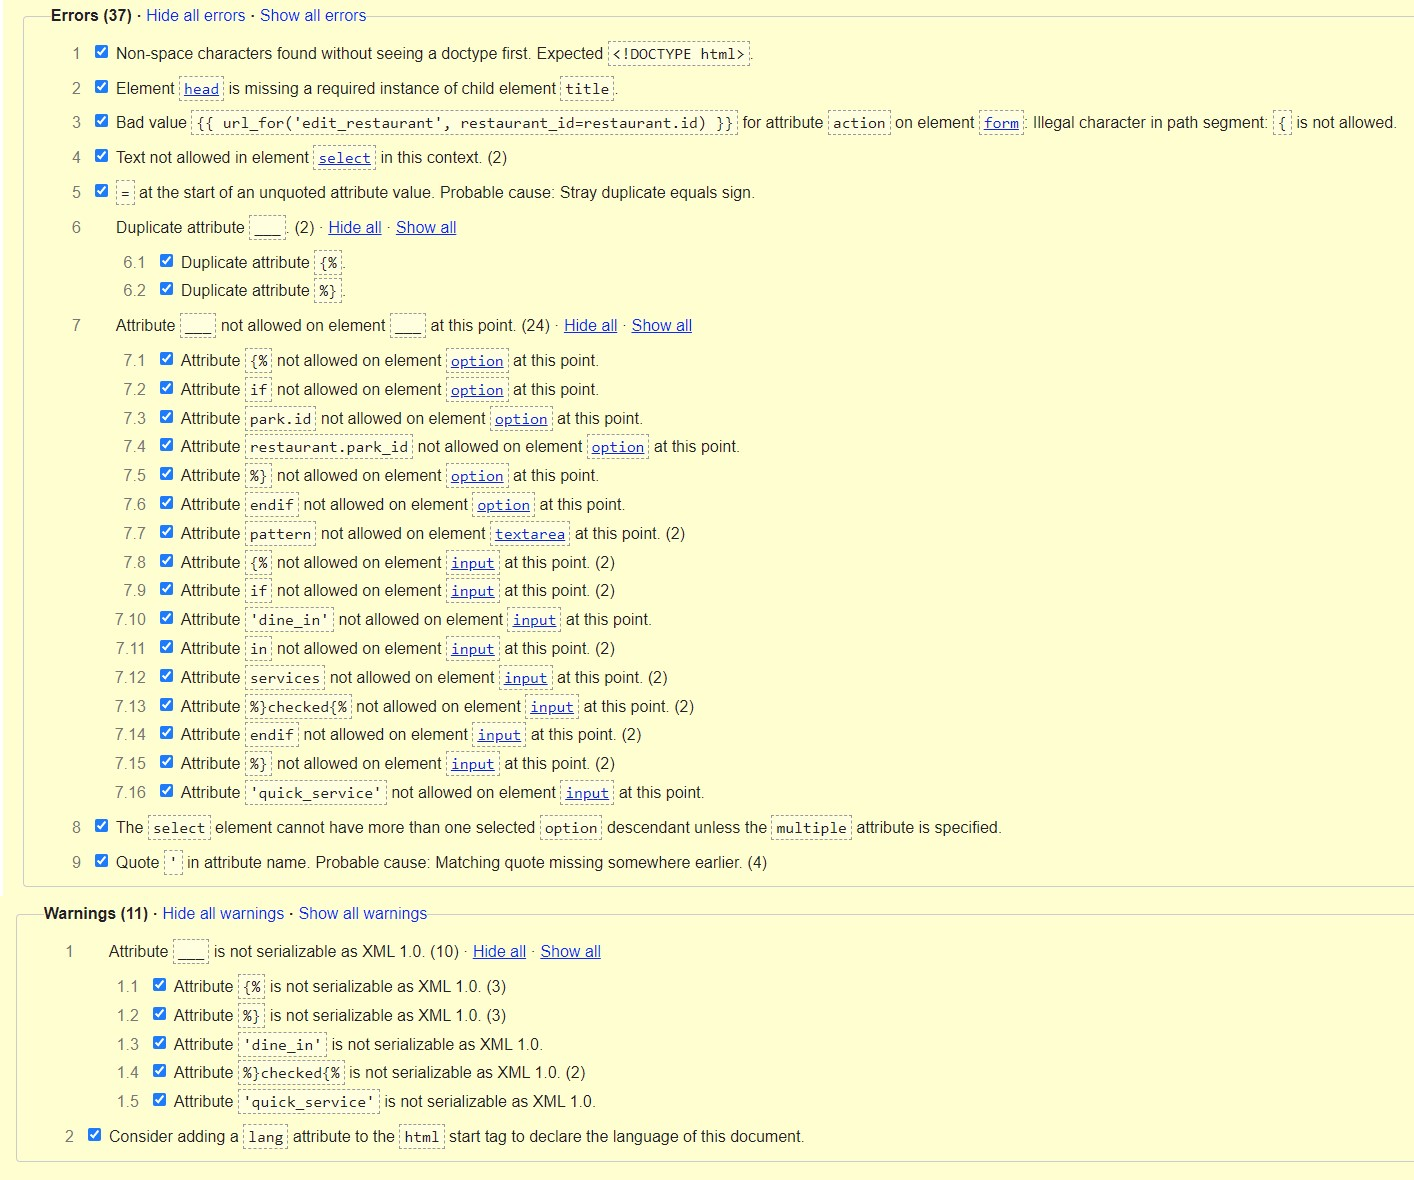 Errors (37) · Hide all errors · Show all errors
1 Non-space characters found without seeing a doctype first. Expected <!DOCTYPE html>.
2 Element head is missing a required instance of child element title.
3 Bad value {{ url_for('edit_restaurant', restaurant_id=restaurant.id) }} for attribute action on element form: Illegal character in path segment: { is not allowed.
4 Text not allowed in element select in this context. (2)
5 = at the start of an unquoted attribute value. Probable cause: Stray duplicate equals sign.
6 Duplicate attribute ___. (2) · Hide all · Show all
6.1 Duplicate attribute {%.
6.2 Duplicate attribute %}.
7 Attribute ___ not allowed on element ___ at this point. (24) · Hide all · Show all
7.1 Attribute {% not allowed on element option at this point.
7.2 Attribute if not allowed on element option at this point.
7.3 Attribute park.id not allowed on element option at this point.
7.4 Attribute restaurant.park_id not allowed on element option at this point.
7.5 Attribute %} not allowed on element option at this point.
7.6 Attribute endif not allowed on element option at this point.
7.7 Attribute pattern not allowed on element textarea at this point. (2)
7.8 Attribute {% not allowed on element input at this point. (2)
7.9 Attribute if not allowed on element input at this point. (2)
7.10 Attribute 'dine_in' not allowed on element input at this point.
7.11 Attribute in not allowed on element input at this point. (2)
7.12 Attribute services not allowed on element input at this point. (2)
7.13 Attribute %}checked{% not allowed on element input at this point. (2)
7.14 Attribute endif not allowed on element input at this point. (2)
7.15 Attribute %} not allowed on element input at this point. (2)
7.16 Attribute 'quick_service' not allowed on element input at this point.
8 The select element cannot have more than one selected option descendant unless the multiple attribute is specified.
9 Quote ' in attribute name. Probable cause: Matching quote missing somewhere earlier. (4)
Warnings (11) · Hide all warnings · Show all warnings
1 Attribute ___ is not serializable as XML 1.0. (10) · Hide all · Show all
1.1 Attribute {% is not serializable as XML 1.0. (3)
1.2 Attribute %} is not serializable as XML 1.0. (3)
1.3 Attribute 'dine_in' is not serializable as XML 1.0.
1.4 Attribute %}checked{% is not serializable as XML 1.0. (2)
1.5 Attribute 'quick_service' is not serializable as XML 1.0.
2 Consider adding a lang attribute to the html start tag to declare the language of this document.